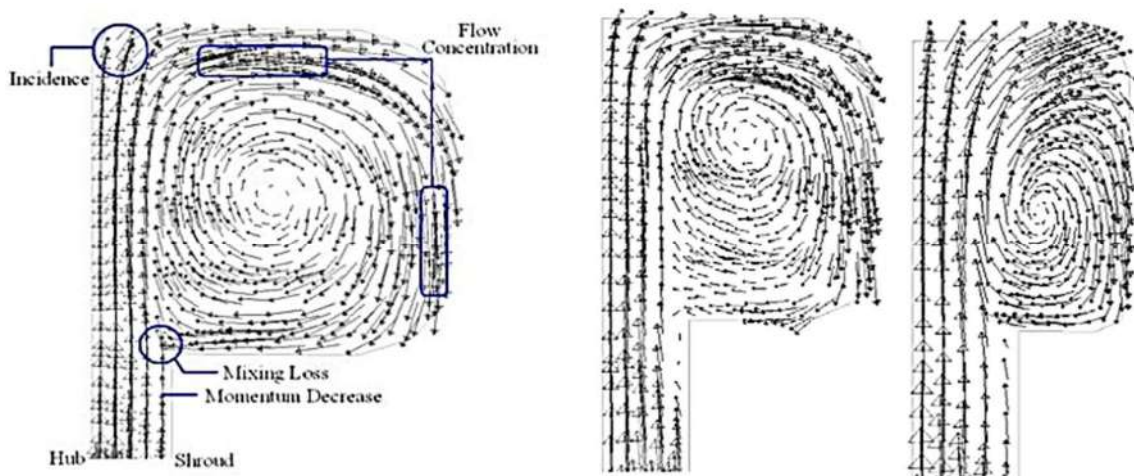 Flow
Concentration
Incidence
Mixing Loss
Momentum Decrease
Hub
Shroud